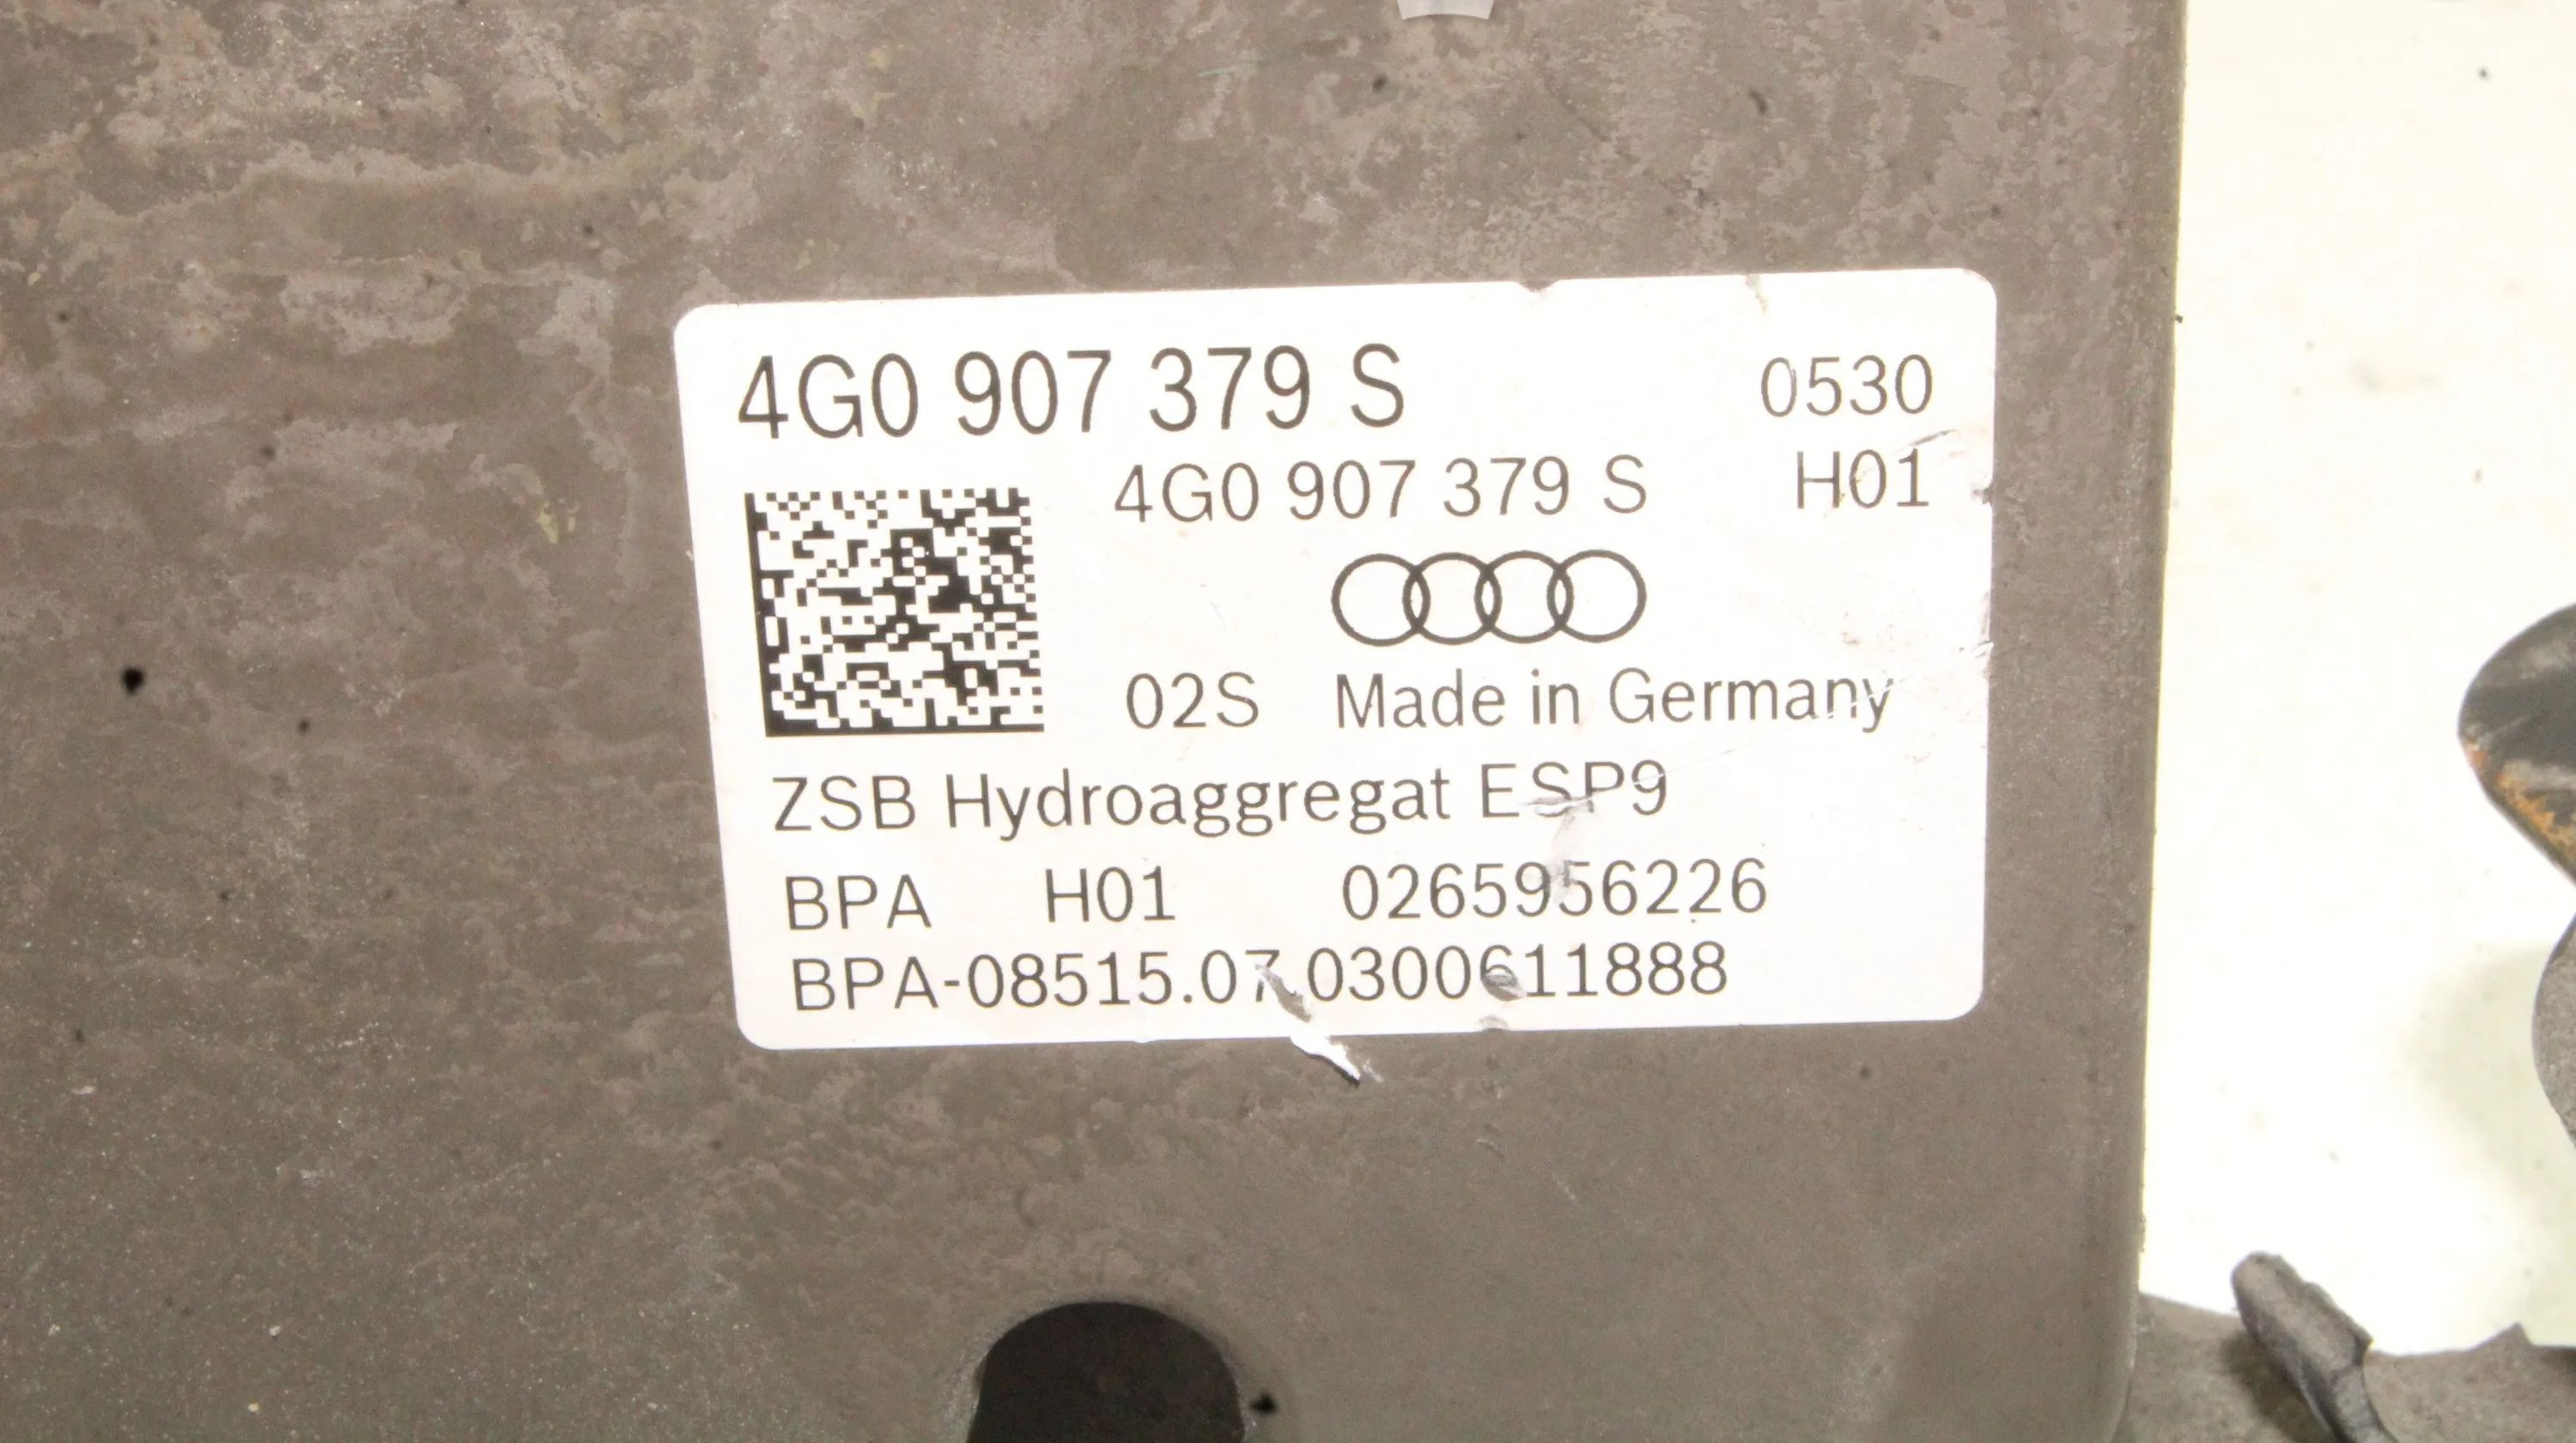 4G0 907 379 S 0530
4G0 907 379 S H01
02S Made in Germany
ZSB Hydroaggregat ESP9
BPA H01 0265956226
BPA-08515.07.0300611888